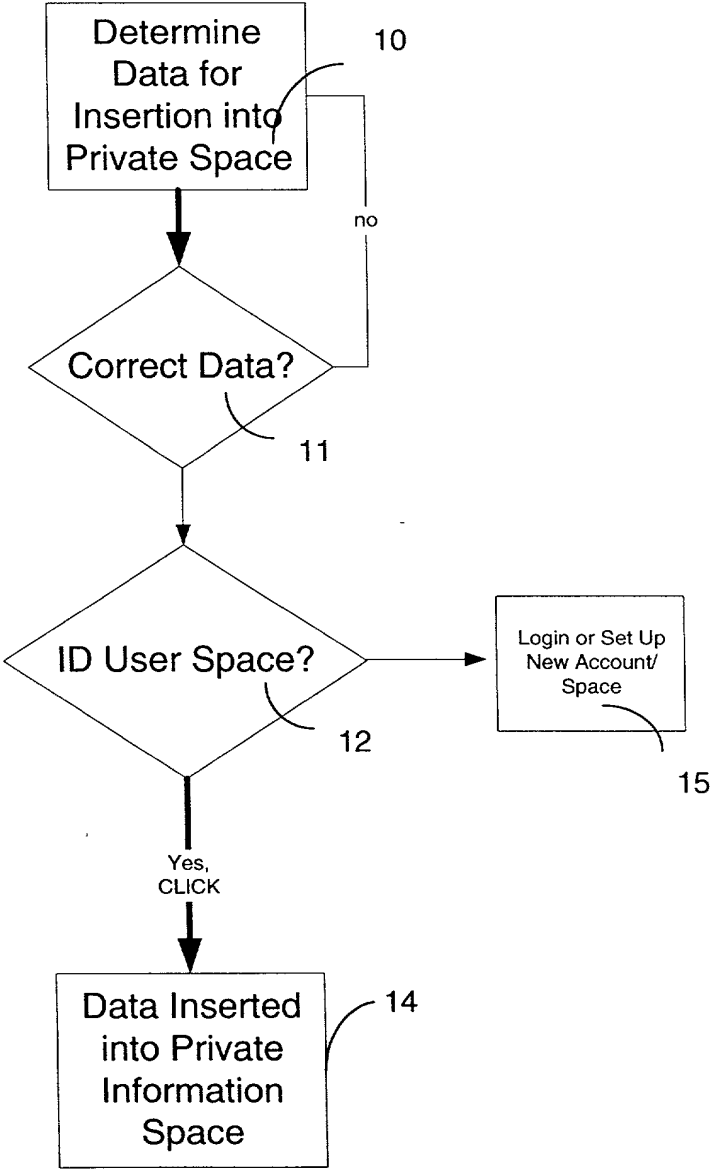 Determine
Data for
Insertion into
Private Space
10
no
Correct Data?
11
ID User Space?
12
Login or Set Up
New Account/
Space
15
Yes,
CLICK
Data Inserted
into Private
Information
Space
14